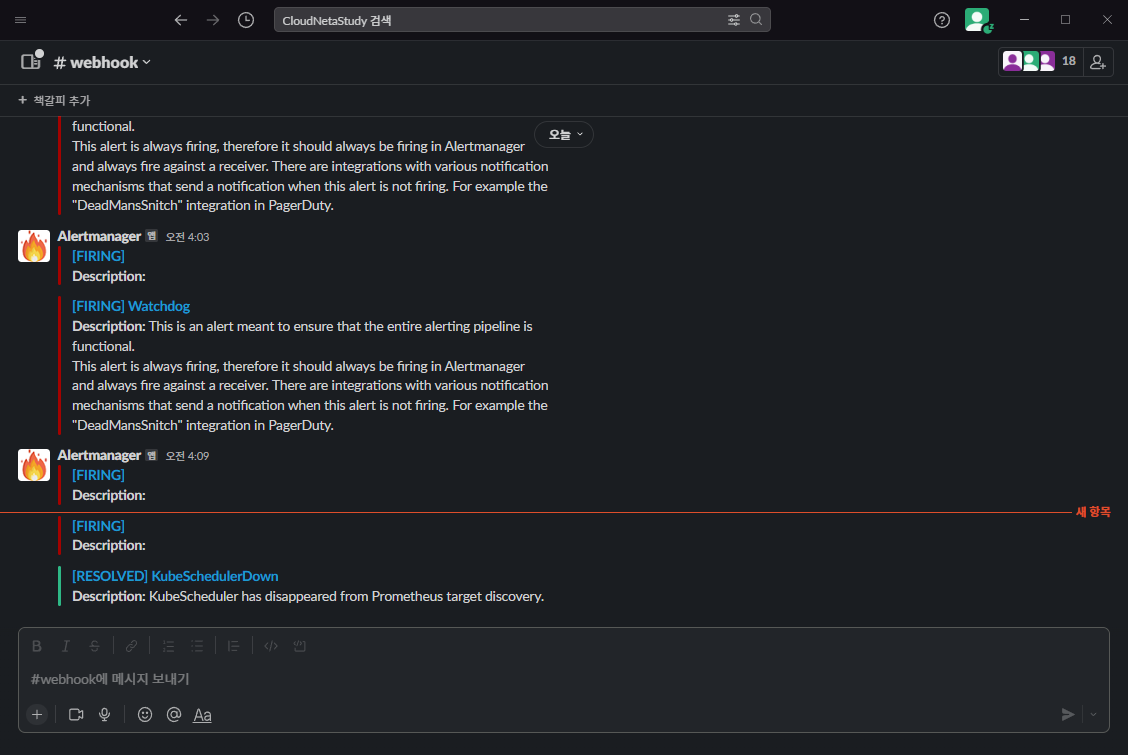 CloudNetaStudy 검색
# webhook
18
+ 책갈피 추가
오늘
functional.
This alert is always firing, therefore it should always be firing in Alertmanager
and always fire against a receiver. There are integrations with various notification
mechanisms that send a notification when this alert is not firing. For example the
"DeadMansSnitch" integration in PagerDuty.
Alertmanager 앱 오전 4:03
[FIRING]
Description:
[FIRING] Watchdog
Description: This is an alert meant to ensure that the entire alerting pipeline is
functional.
This alert is always firing, therefore it should always be firing in Alertmanager
and always fire against a receiver. There are integrations with various notification
mechanisms that send a notification when this alert is not firing. For example the
"DeadMansSnitch" integration in PagerDuty.
Alertmanager 앱 오전 4:09
[FIRING]
Description:
새 항목
[FIRING]
Description:
[RESOLVED] KubeSchedulerDown
Description: KubeScheduler has disappeared from Prometheus target discovery.
#webhook에 메시지 보내기
Aa